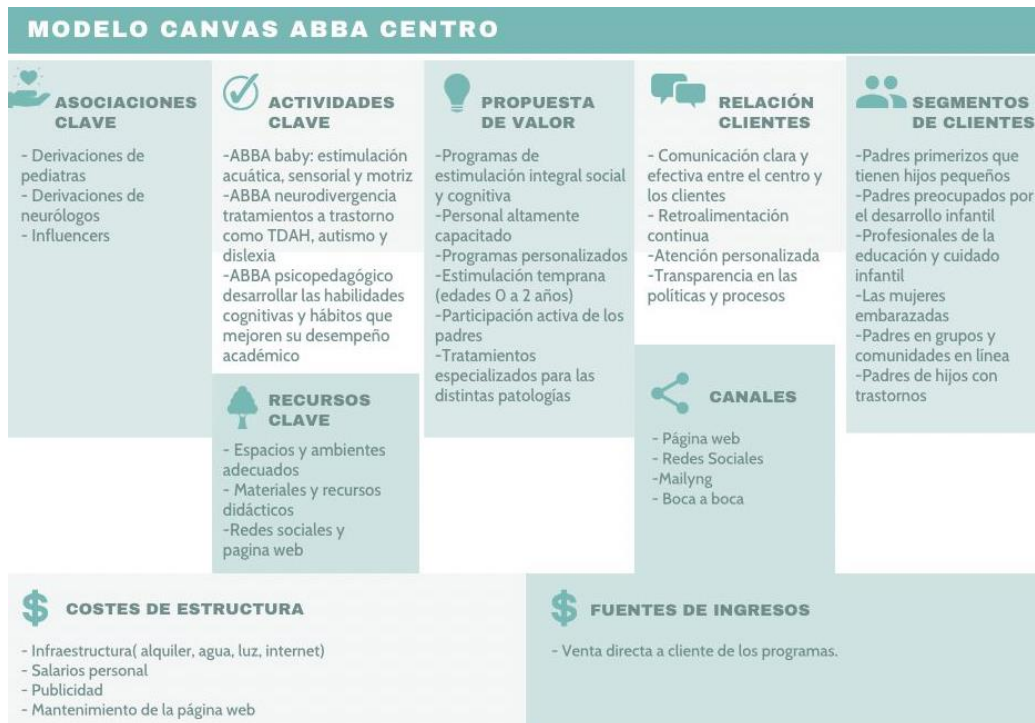 MODELO CANVAS ABBA CENTRO
ASOCIACIONES
CLAVE
- Derivaciones de
pediatras
- Derivaciones de
neurólogos
- Influencers
ACTIVIDADES
CLAVE
-ABBA baby: estimulación
acuática, sensorial y motriz
-ABBA neurodivergencia
tratamientos a trastorno
como TDAH, autismo y
dislexia
-ABBA psicopedagógico
desarrollar las habilidades
cognitivas y hábitos que
mejoren su desempeño
académico
RECURSOS
CLAVE
- Espacios y ambientes
adecuados
- Materiales y recursos
didácticos
-Redes sociales y
pagina web
PROPUESTA
DE VALOR
-Programas de
estimulación integral social
y cognitiva
-Personal altamente
capacitado
-Programas personalizados
-Estimulación temprana
(edades 0 a 2 años)
-Participación activa de los
padres
-Tratamientos
especializados para las
distintas patologías
RELACIÓN
CLIENTES
- Comunicación clara y
efectiva entre el centro y
los clientes
- Retroalimentación
continua
-Atención personalizada
-Transparencia en las
políticas y procesos
CANALES
- Página web
- Redes Sociales
-Mailyng
- Boca a boca
SEGMENTOS
DE CLIENTES
-Padres primerizos que
tienen hijos pequeños
-Padres preocupados por
el desarrollo infantil
-Profesionales de la
educación y cuidado
infantil
-Las mujeres
embarazadas
-Padres en grupos y
comunidades en línea
-Padres de hijos con
trastornos
COSTES DE ESTRUCTURA
- Infraestructura( alquiler, agua, luz, internet)
- Salarios personal
- Publicidad
- Mantenimiento de la página web
FUENTES DE INGRESOS
- Venta directa a cliente de los programas.